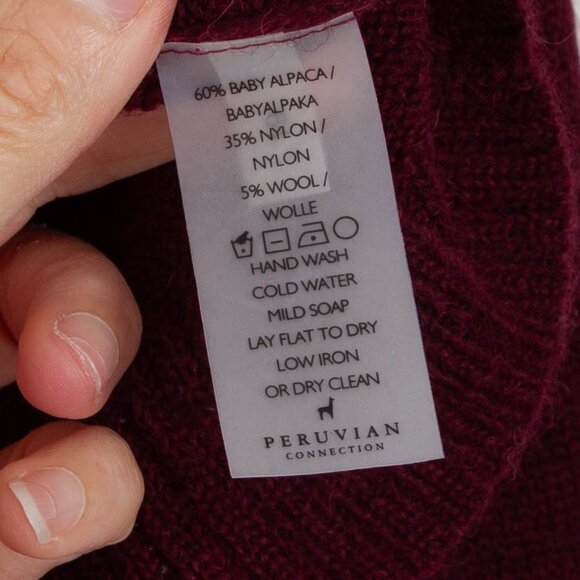 60% BABY ALPACA /
BABYALPAKA
35% NYLON /
NYLON
5% WOOL /
WOLLE
HAND WASH
COLD WATER
MILD SOAP
LAY FLAT TO DRY
LOW IRON
OR DRY CLEAN
PERUVIAN
CONNECTION